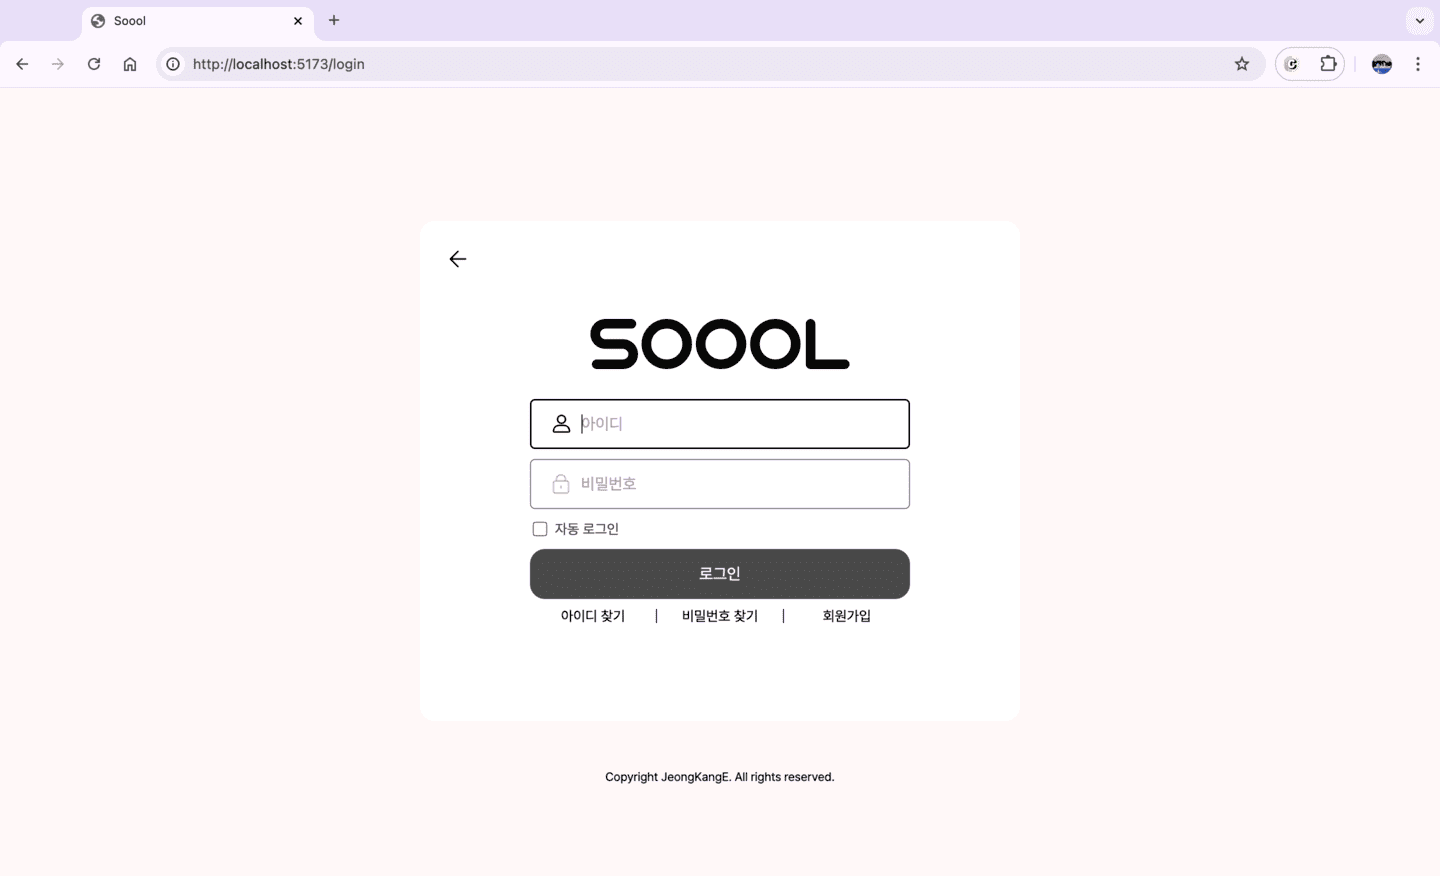 Soool
http://localhost:5173/login
SOOOL
아이디
비밀번호
자동 로그인
로그인
아이디 찾기 | 비밀번호 찾기 | 회원가입
Copyright JeongKangE. All rights reserved.